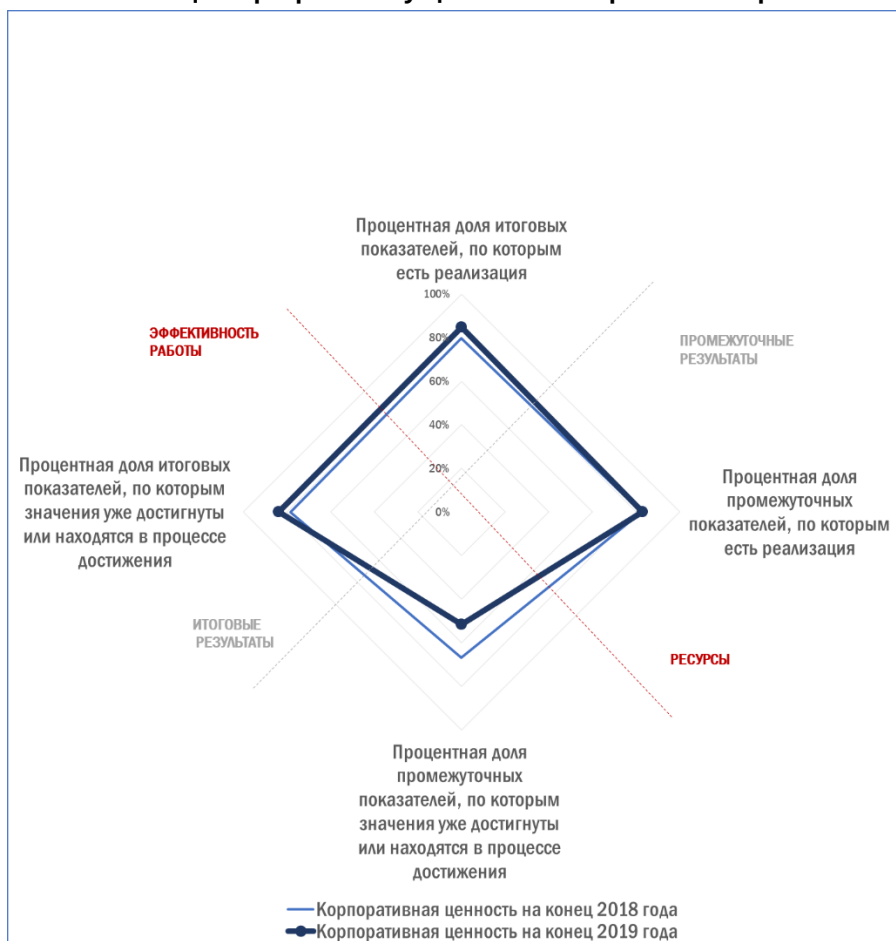 Процентная доля итоговых
показателей, по которым
есть реализация
100%
80%
60%
40%
20%
0%
ЭФФЕКТИВНОСТЬ
РАБОТЫ
ПРОМЕЖУТОЧНЫЕ
РЕЗУЛЬТАТЫ
Процентная доля итоговых
показателей, по которым
значения уже достигнуты
или находятся в процессе
достижения
Процентная доля
промежуточных
показателей, по которым
есть реализация
ИТОГОВЫЕ
РЕЗУЛЬТАТЫ
РЕСУРСЫ
Процентная доля
промежуточных
показателей, по которым
значения уже достигнуты
или находятся в процессе
достижения
Корпоративная ценность на конец 2018 года
Корпоративная ценность на конец 2019 года